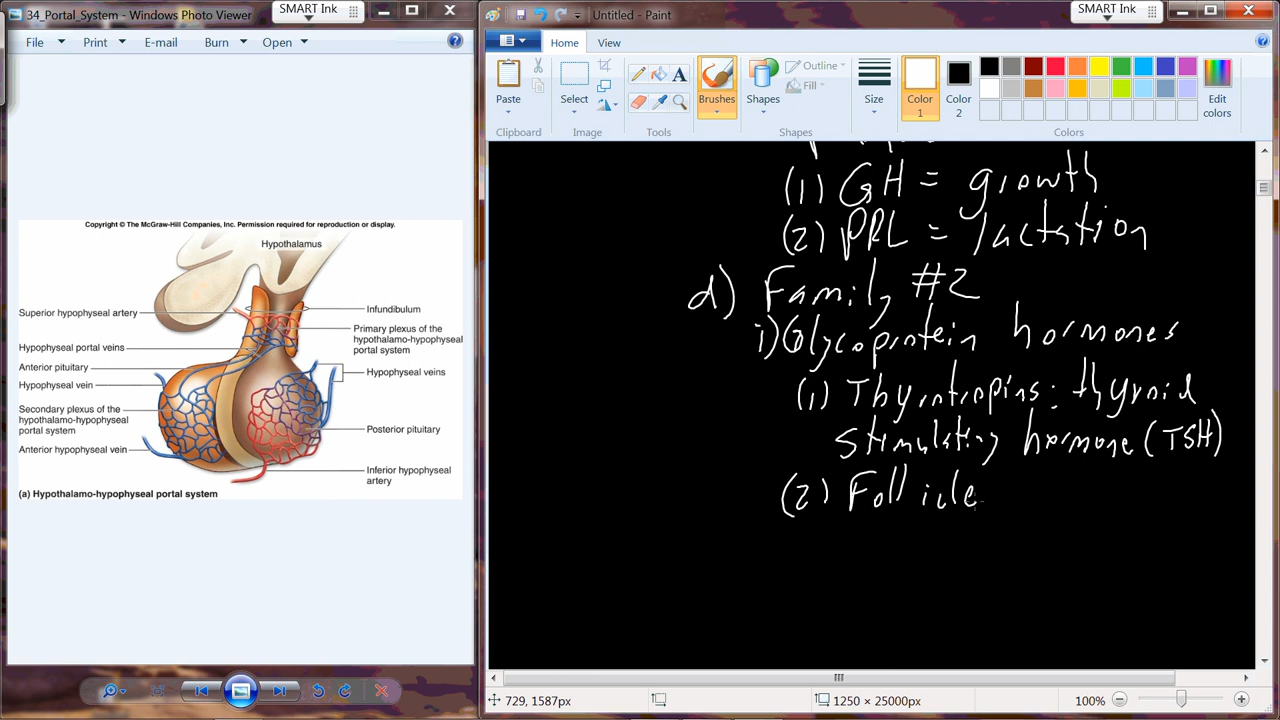 34_Portal_System - Windows Photo Viewer
SMART Ink
File Print E-mail Burn Open
Copyright © The McGraw-Hill Companies, Inc. Permission required for reproduction or display.
Hypothalamus
Superior hypophyseal artery
Infundibulum
Primary plexus of the
hypothalamo-hypophyseal
portal system
Hypophyseal portal veins
Anterior pituitary
Hypophyseal veins
Hypophyseal vein
Secondary plexus of the
hypothalamo-hypophyseal
portal system
Posterior pituitary
Anterior hypophyseal vein
Inferior hypophyseal
artery
(a) Hypothalamo-hypophyseal portal system
Untitled - Paint
SMART Ink
Home View
Paste
Select
Brushes
Shapes
Outline
Fill
Size
Color
1
Color
2
Edit
colors
Clipboard Image Tools Shapes Colors
(1) GH = growth
(2) PRL = lactation
d) Family #2
i) Glycoprotein hormones
(1) Thyrotropins: thyroid
stimulating hormone (TSH)
(2) Follicle
729, 1587px
1250 × 25000px
100%